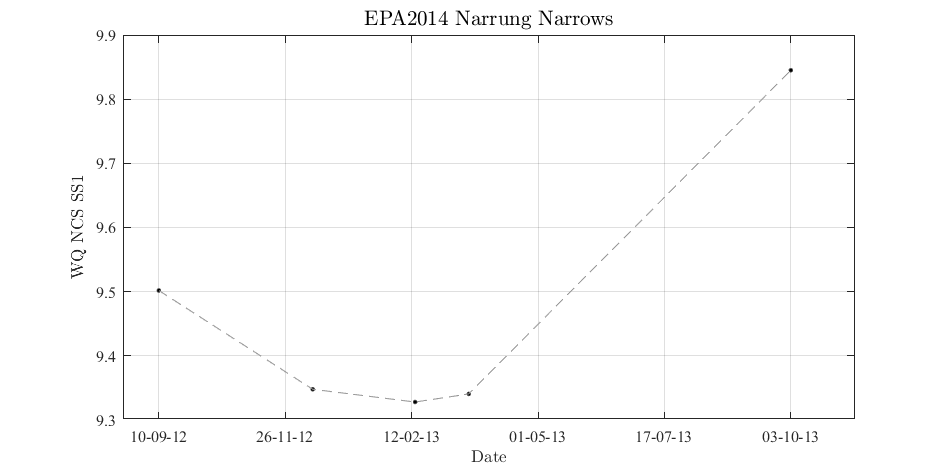 EPA2014 Narrung Narrows
9.9
9.8
9.7
9.6
9.5
9.4
9.3
WQ NCS SS1
10-09-12 26-11-12 12-02-13 01-05-13 17-07-13 03-10-13
Date